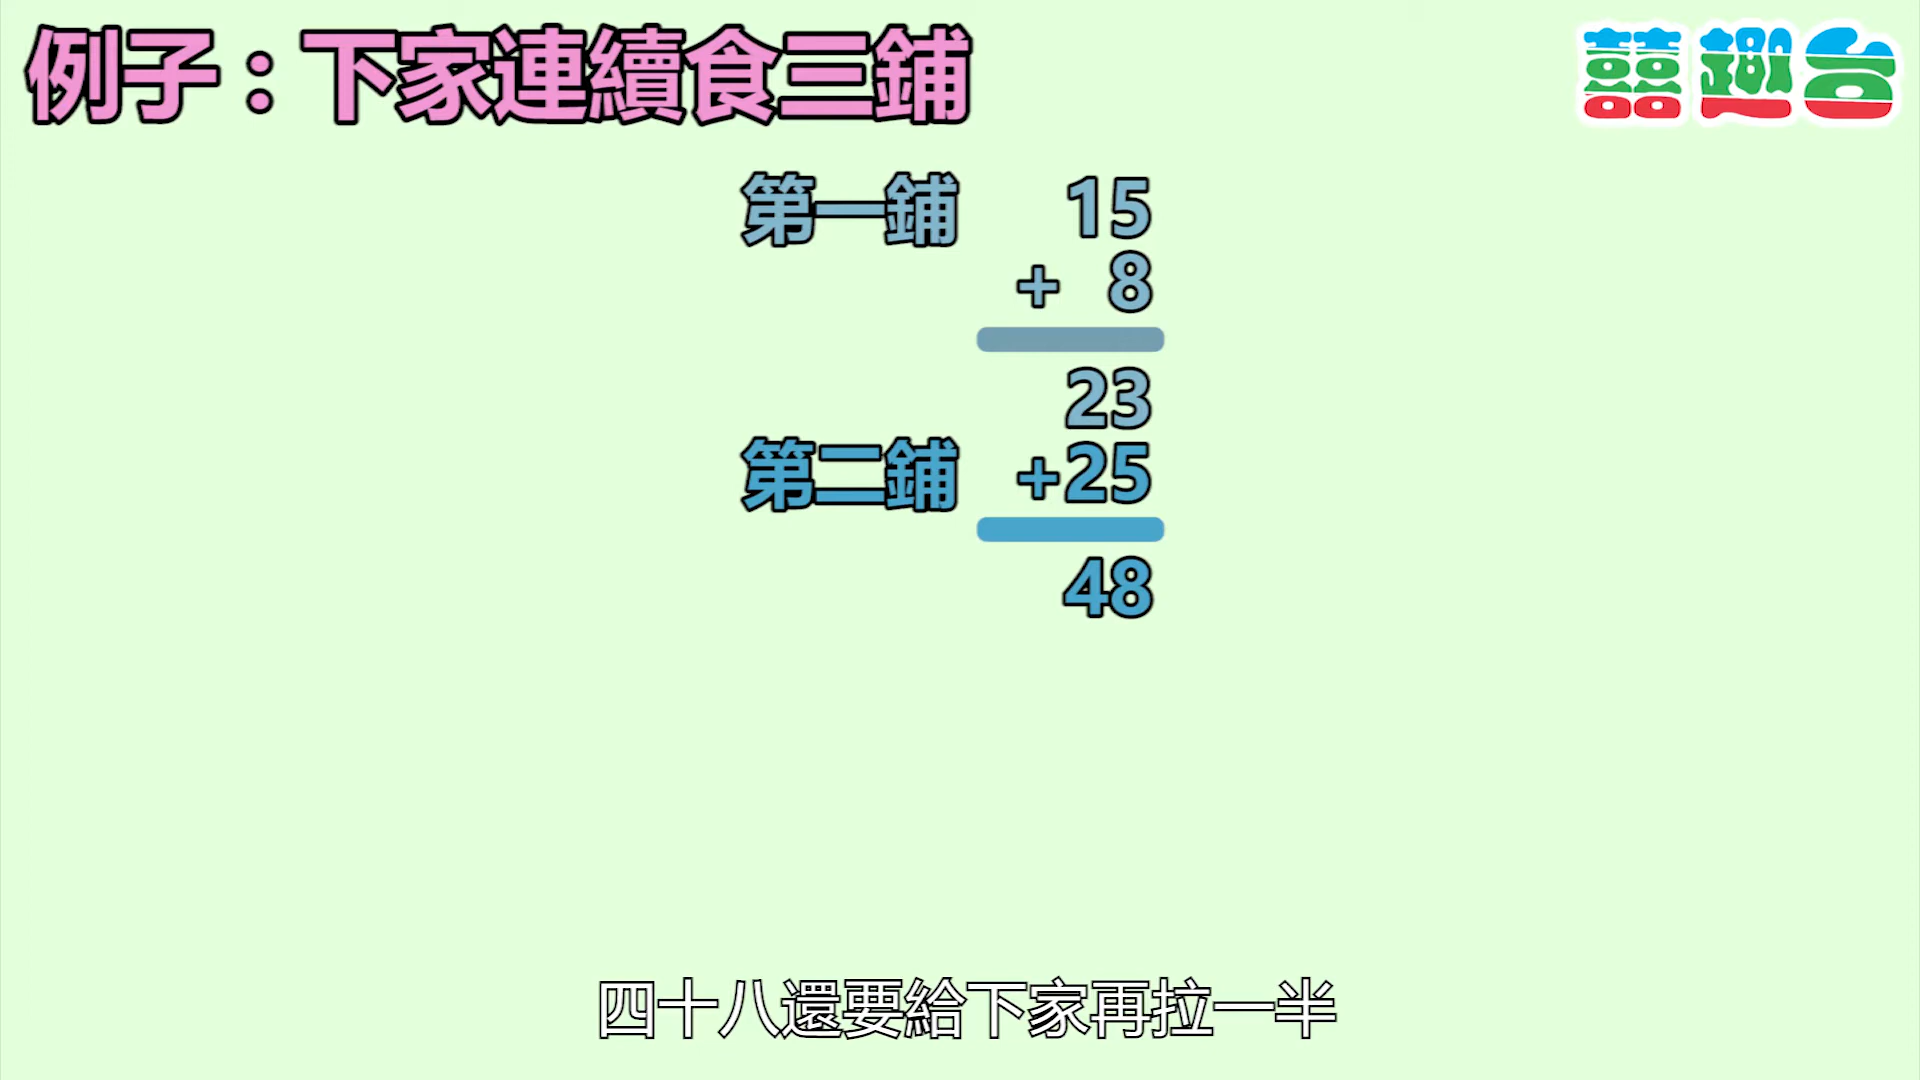 例子：下家連續食三鋪
囍趣台
第一鋪 15
+ 8
23
第二鋪 +25
48
四十八還要給下家再拉一半